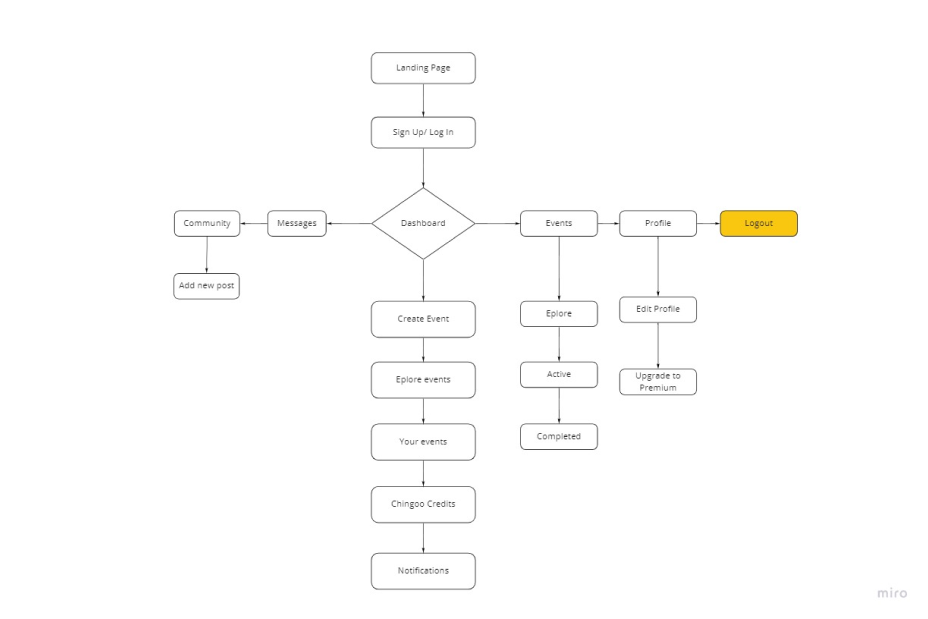 Landing Page
Sign Up/ Log In
Community
Messages
Dashboard
Events
Profile
Logout
Add new post
Create Event
Eplore
Edit Profile
Eplore events
Active
Upgrade to
Premium
Your events
Completed
Chingoo Credits
Notifications
miro